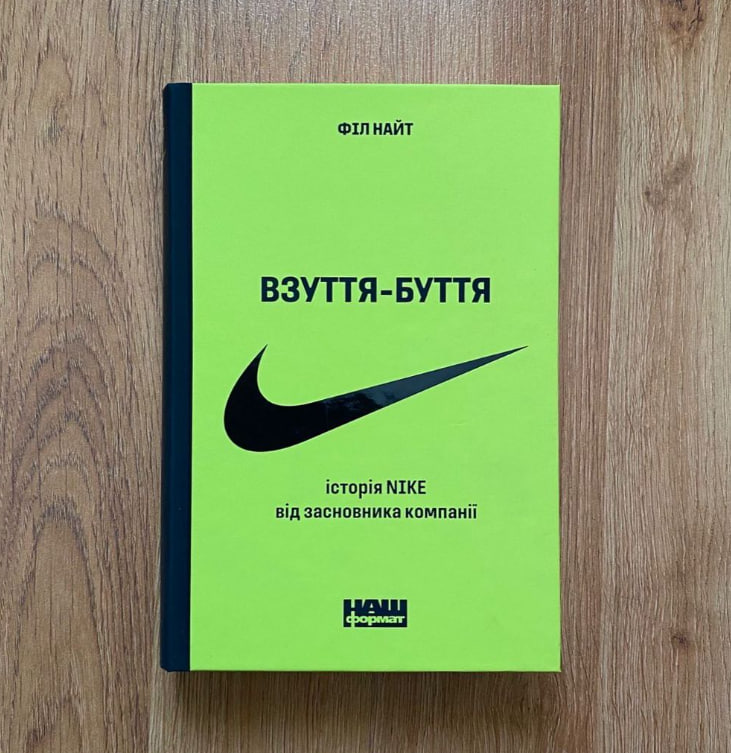 ФІЛ НАЙТ
ВЗУТТЯ-БУТТЯ
історія NIKE
від засновника компанії
НАШ
формат